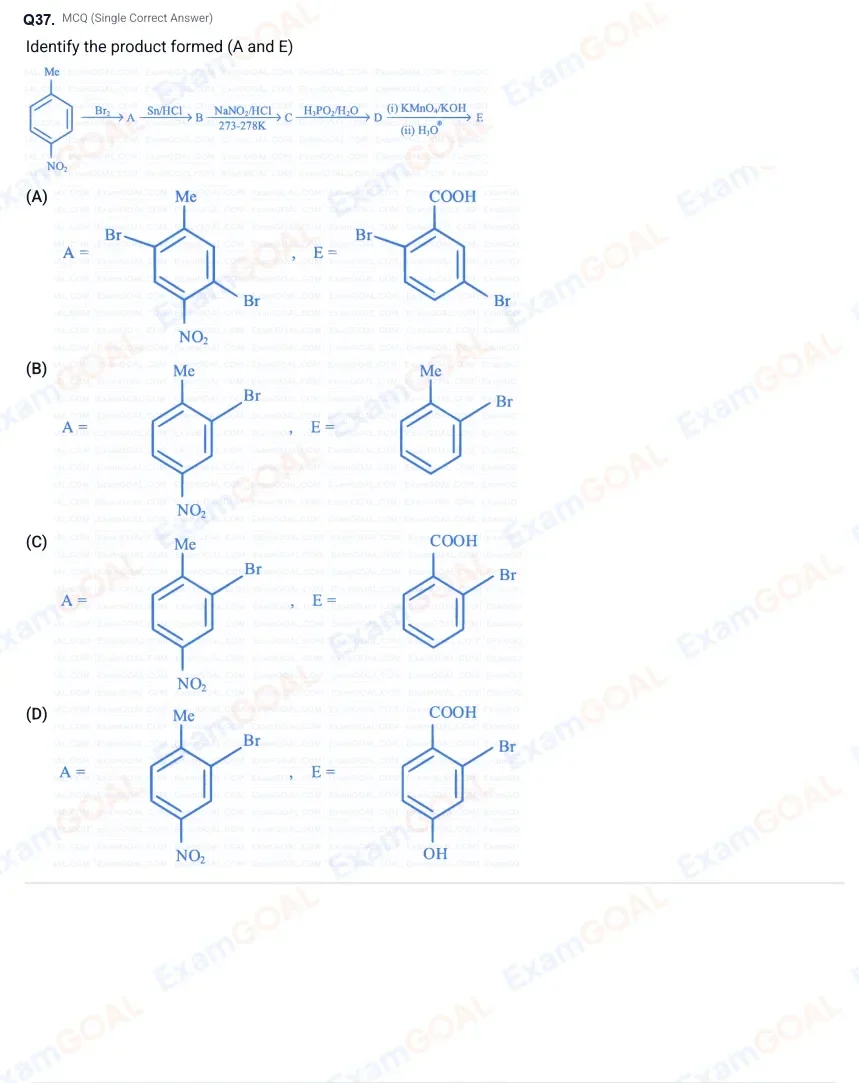 Q37. MCQ (Single Correct Answer)
Identify the product formed (A and E)
Me
NO₂
Br₂ → A Sn/HCl → B NaNO₂/HCl 273-278K → C H₃PO₂/H₂O → D (i) KMnO₄/KOH (ii) H₃O⊕ → E
(A)
A = Me Br Br NO₂ , E = COOH Br Br
(B)
A = Me Br NO₂ , E = Me Br
(C)
A = Me Br NO₂ , E = COOH Br
(D)
A = Me Br NO₂ , E = COOH Br OH
ExamGOAL